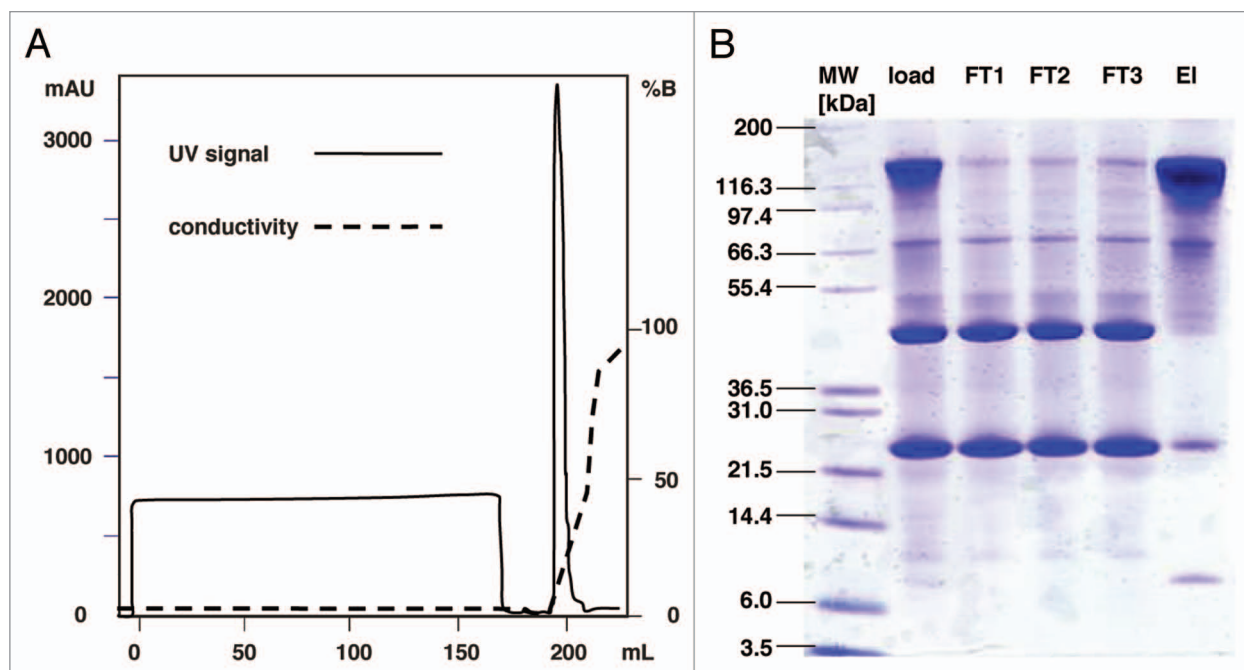 A
mAU
%B
3000
2000
1000
0
UV signal
conductivity
100
50
0
0 50 100 150 200 mL
B
MW load FT1 FT2 FT3 El
[kDa]
200
116.3
97.4
66.3
55.4
36.5
31.0
21.5
14.4
6.0
3.5